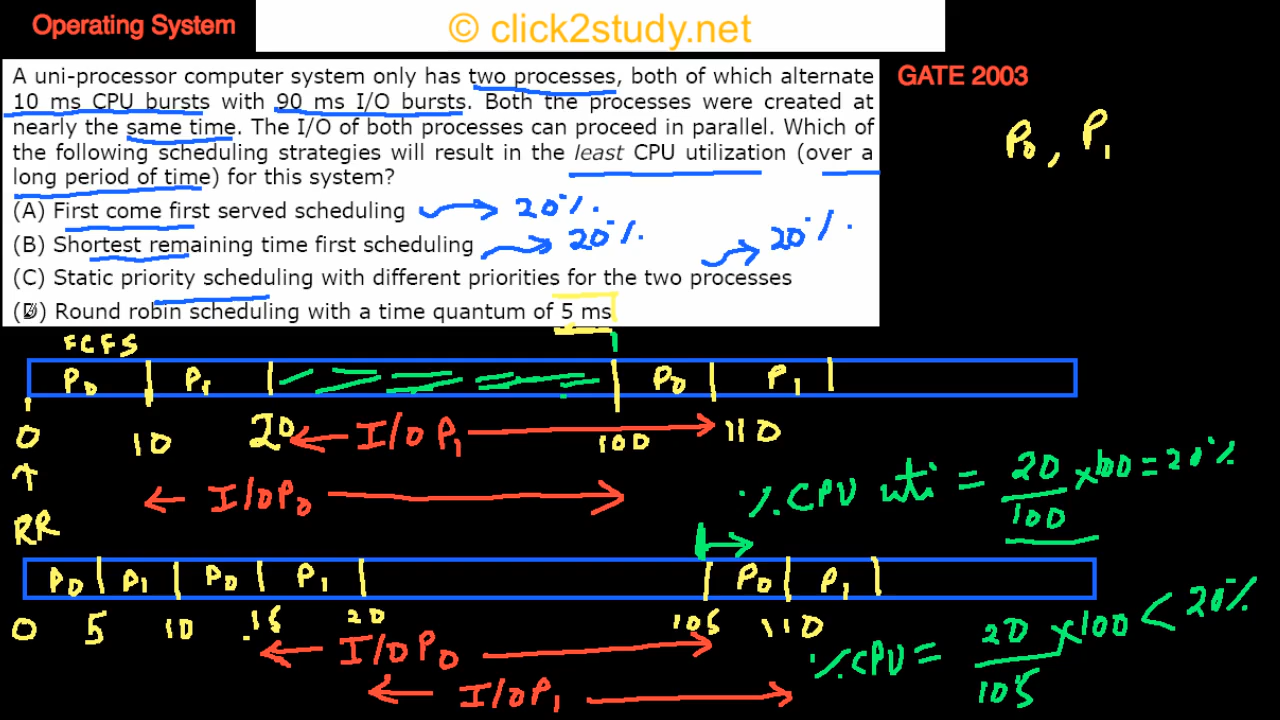 Operating System
© click2study.net
A uni-processor computer system only has two processes, both of which alternate
10 ms CPU bursts with 90 ms I/O bursts. Both the processes were created at
nearly the same time. The I/O of both processes can proceed in parallel. Which of
the following scheduling strategies will result in the least CPU utilization (over a
long period of time) for this system?
(A) First come first served scheduling → 20%.
(B) Shortest remaining time first scheduling → 20%.
(C) Static priority scheduling with different priorities for the two processes → 20%.
(D) Round robin scheduling with a time quantum of 5 ms
GATE 2003
P0, P1
FCFS
P0 P1 P0 P1
0 10 20 100 110
I/O P1
I/O P0
% CPU uti = 20/100 × 100 = 20%
RR
P0 P1 P0 P1 P0 P1
0 5 10 15 20 105 110
I/O P0
I/O P1
% CPU = 20/105 × 100 < 20%